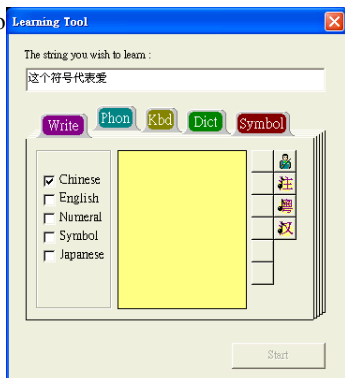 Learning Tool
The string you wish to learn :
这个符号代表爱
Write Phon Kbd Dict Symbol
Chinese
English
Numeral
Symbol
Japanese
注
粵
汉
Start